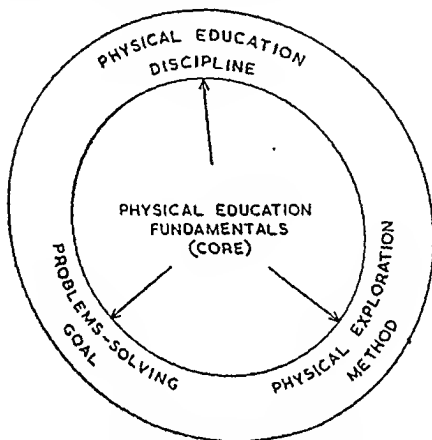 PHYSICAL EDUCATION
DISCIPLINE
PHYSICAL EDUCATION
FUNDAMENTALS
(CORE)
PROBLEMS-SOLVING
GOAL
PHYSICAL EXPLORATION
METHOD